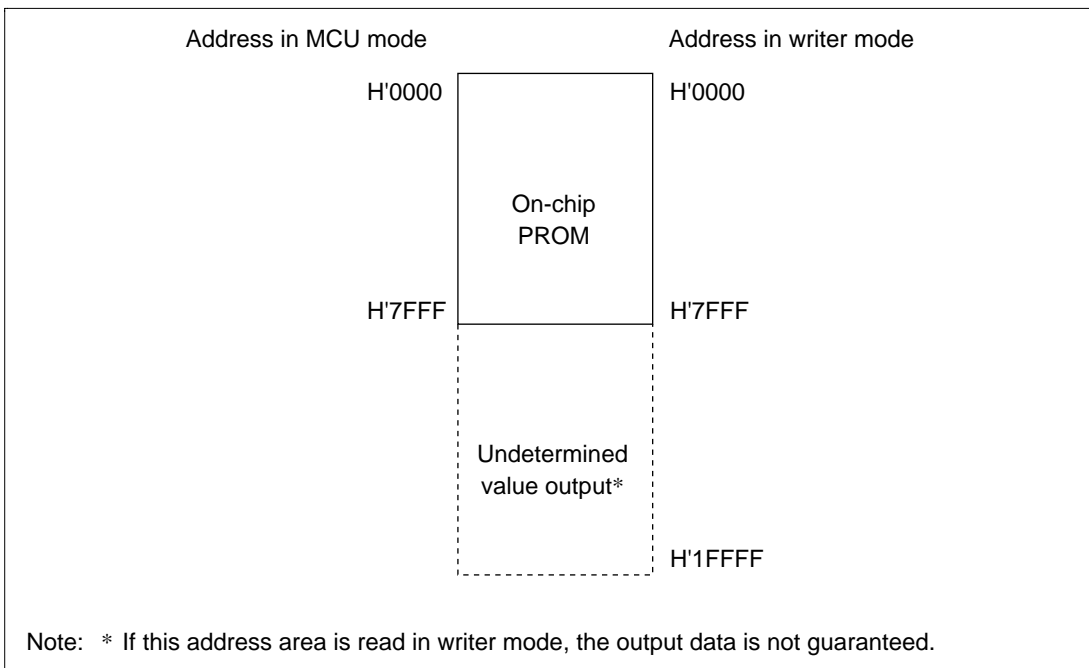 Address in MCU mode Address in writer mode
H'0000 H'0000
On-chip
PROM
H'7FFF H'7FFF
Undetermined
value output*
H'1FFFF
Note: * If this address area is read in writer mode, the output data is not guaranteed.